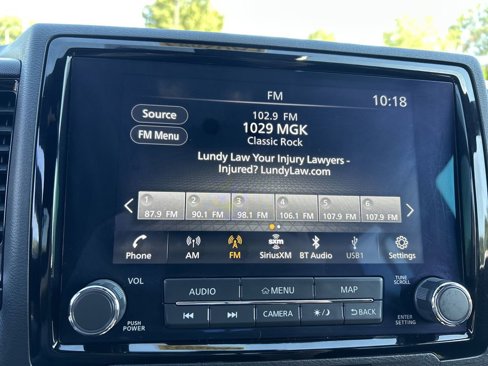 FM
10:18
Source
FM Menu
102.9 FM
1029 MGK
Classic Rock
Lundy Law Your Injury Lawyers -
Injured? LundyLaw.com
1 2 3 4 5 6
87.9 FM 90.1 FM 98.1 FM 106.1 FM 107.9 FM 107.9 FM
sxm
Phone AM FM SiriusXM BT Audio USB1 Settings
VOL
AUDIO MENU MAP
TUNE
SCROLL
PUSH
POWER
CAMERA BACK
ENTER
SETTING